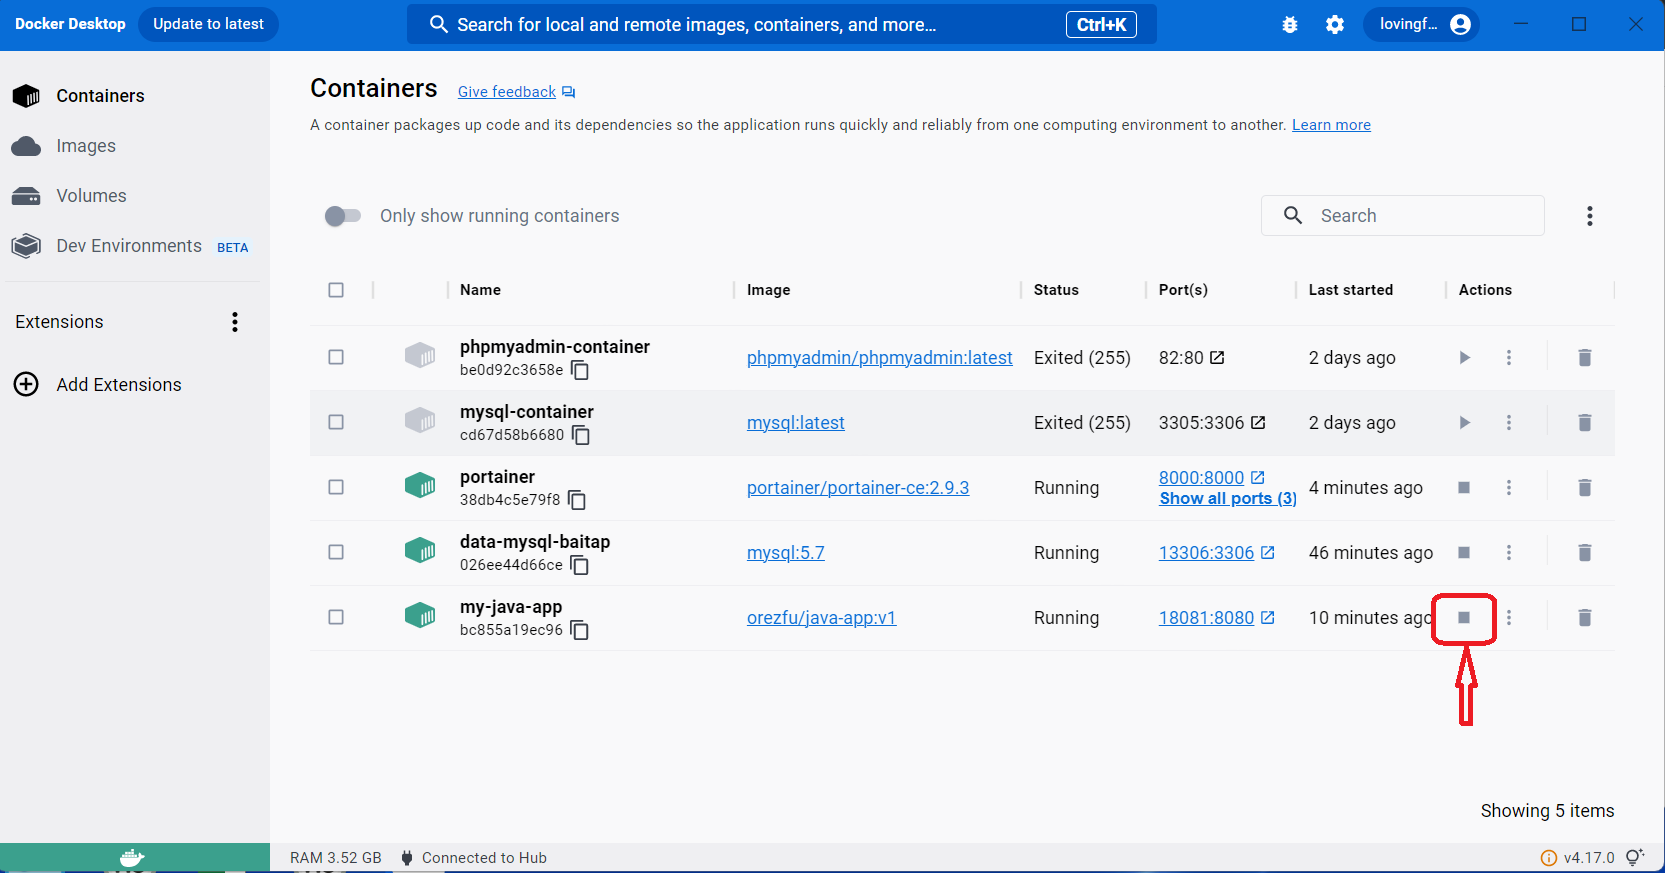 Docker Desktop
Update to latest
Search for local and remote images, containers, and more...
Ctrl+K
lovingf...
Containers
Images
Volumes
Dev Environments BETA
Extensions
Add Extensions
Containers
Give feedback
A container packages up code and its dependencies so the application runs quickly and reliably from one computing environment to another. Learn more
Only show running containers
Search
Name Image Status Port(s) Last started Actions
phpmyadmin-container
be0d92c3658e
phpmyadmin/phpmyadmin:latest Exited (255) 82:80 2 days ago
mysql-container
cd67d58b6680
mysql:latest Exited (255) 3305:3306 2 days ago
portainer
38db4c5e79f8
portainer/portainer-ce:2.9.3 Running
8000:8000
Show all ports (3)
4 minutes ago
data-mysql-baitap
026ee44d66ce
mysql:5.7 Running 13306:3306 46 minutes ago
my-java-app
bc855a19ec96
orezfu/java-app:v1 Running 18081:8080 10 minutes ago
Showing 5 items
RAM 3.52 GB Connected to Hub
v4.17.0